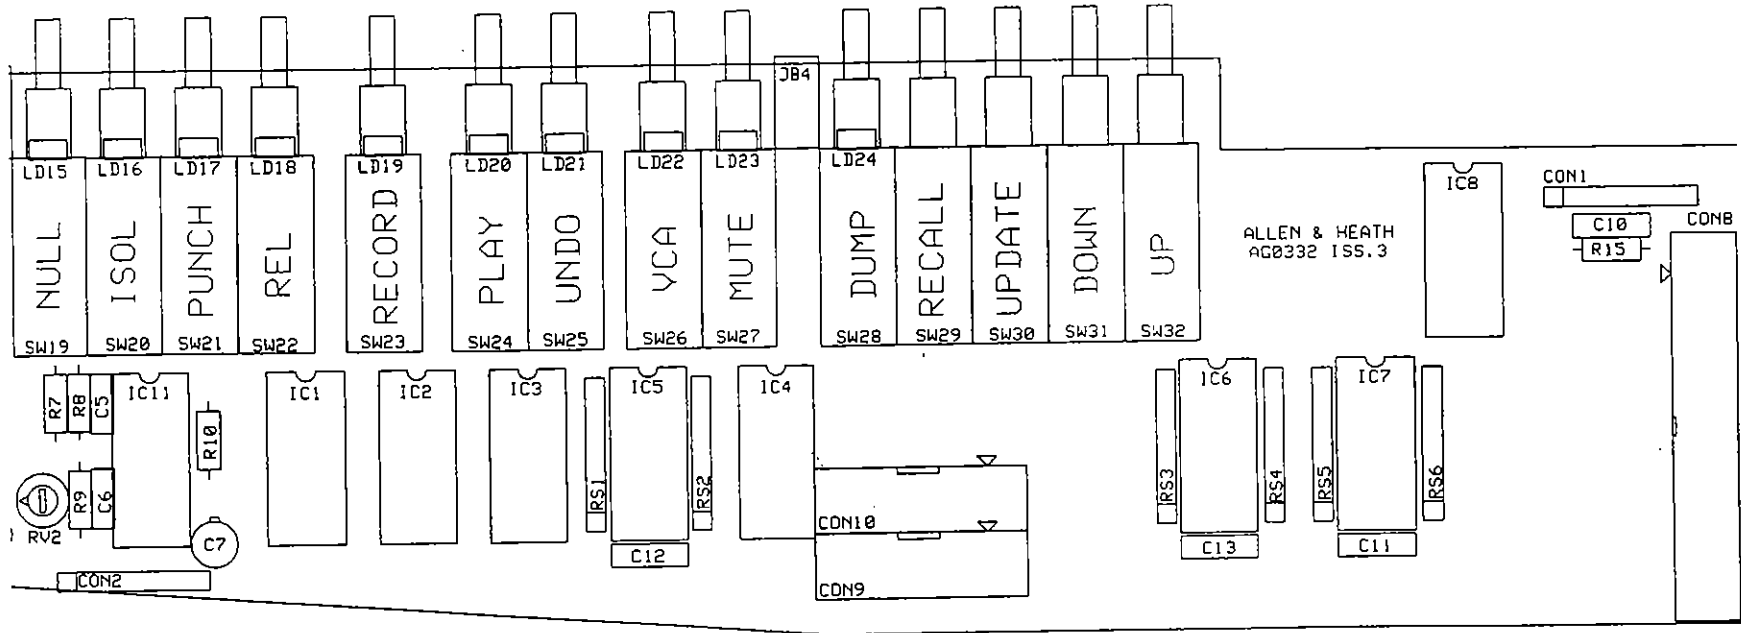 JB4
LD15 LD16 LD17 LD18 LD19 LD20 LD21 LD22 LD23 LD24
NULL ISOL PUNCH REL RECORD PLAY UNDO VCA MUTE DUMP RECALL UPDATE DOWN UP
SW19 SW20 SW21 SW22 SW23 SW24 SW25 SW26 SW27 SW28 SW29 SW30 SW31 SW32
ALLEN & HEATH
AG0332 ISS.3
IC8
CON1
C10
R15
CON8
R7 R8 C5 IC11 R10 IC1 IC2 IC3 IC5 IC4 IC6 IC7
R9 C6 RS1 RS2 RS3 RS4 RS5 RS6
RV2 C7 C12 CON10 C13 C11
CON2 CON9